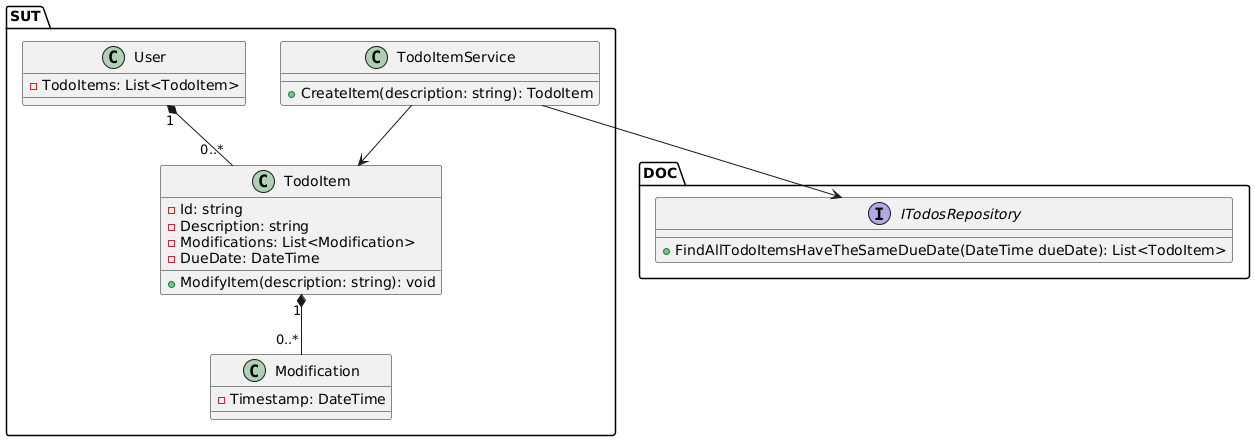 SUT
C User
TodoItems: List<TodoItem>
C TodoItemService
CreateItem(description: string): TodoItem
1
0..*
C TodoItem
Id: string
Description: string
Modifications: List<Modification>
DueDate: DateTime
ModifyItem(description: string): void
1
0..*
C Modification
Timestamp: DateTime
DOC
I ITodosRepository
FindAllTodoItemsHaveTheSameDueDate(DateTime dueDate): List<TodoItem>